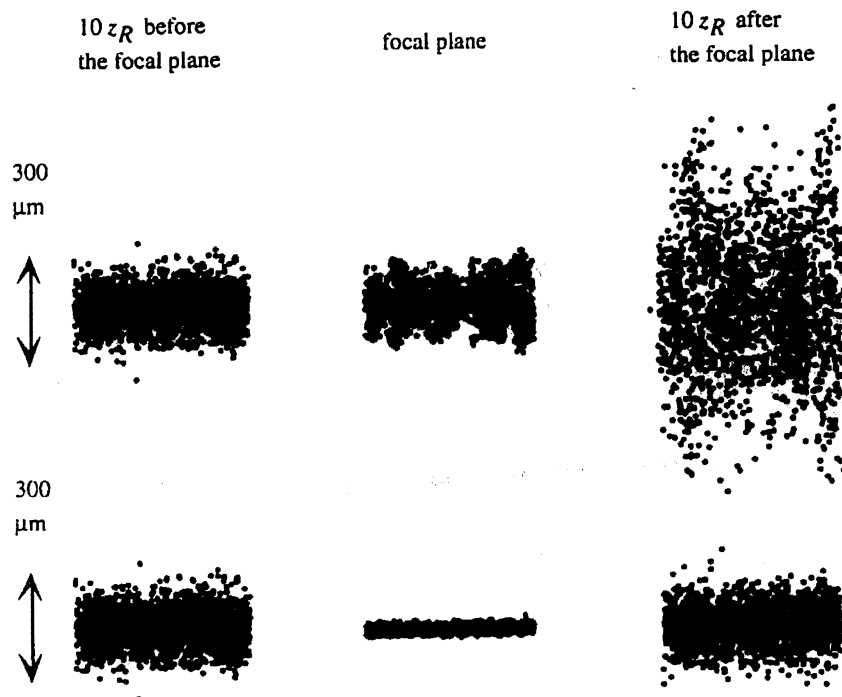 10 z_R before
the focal plane
focal plane
10 z_R after
the focal plane
300
μm
300
μm